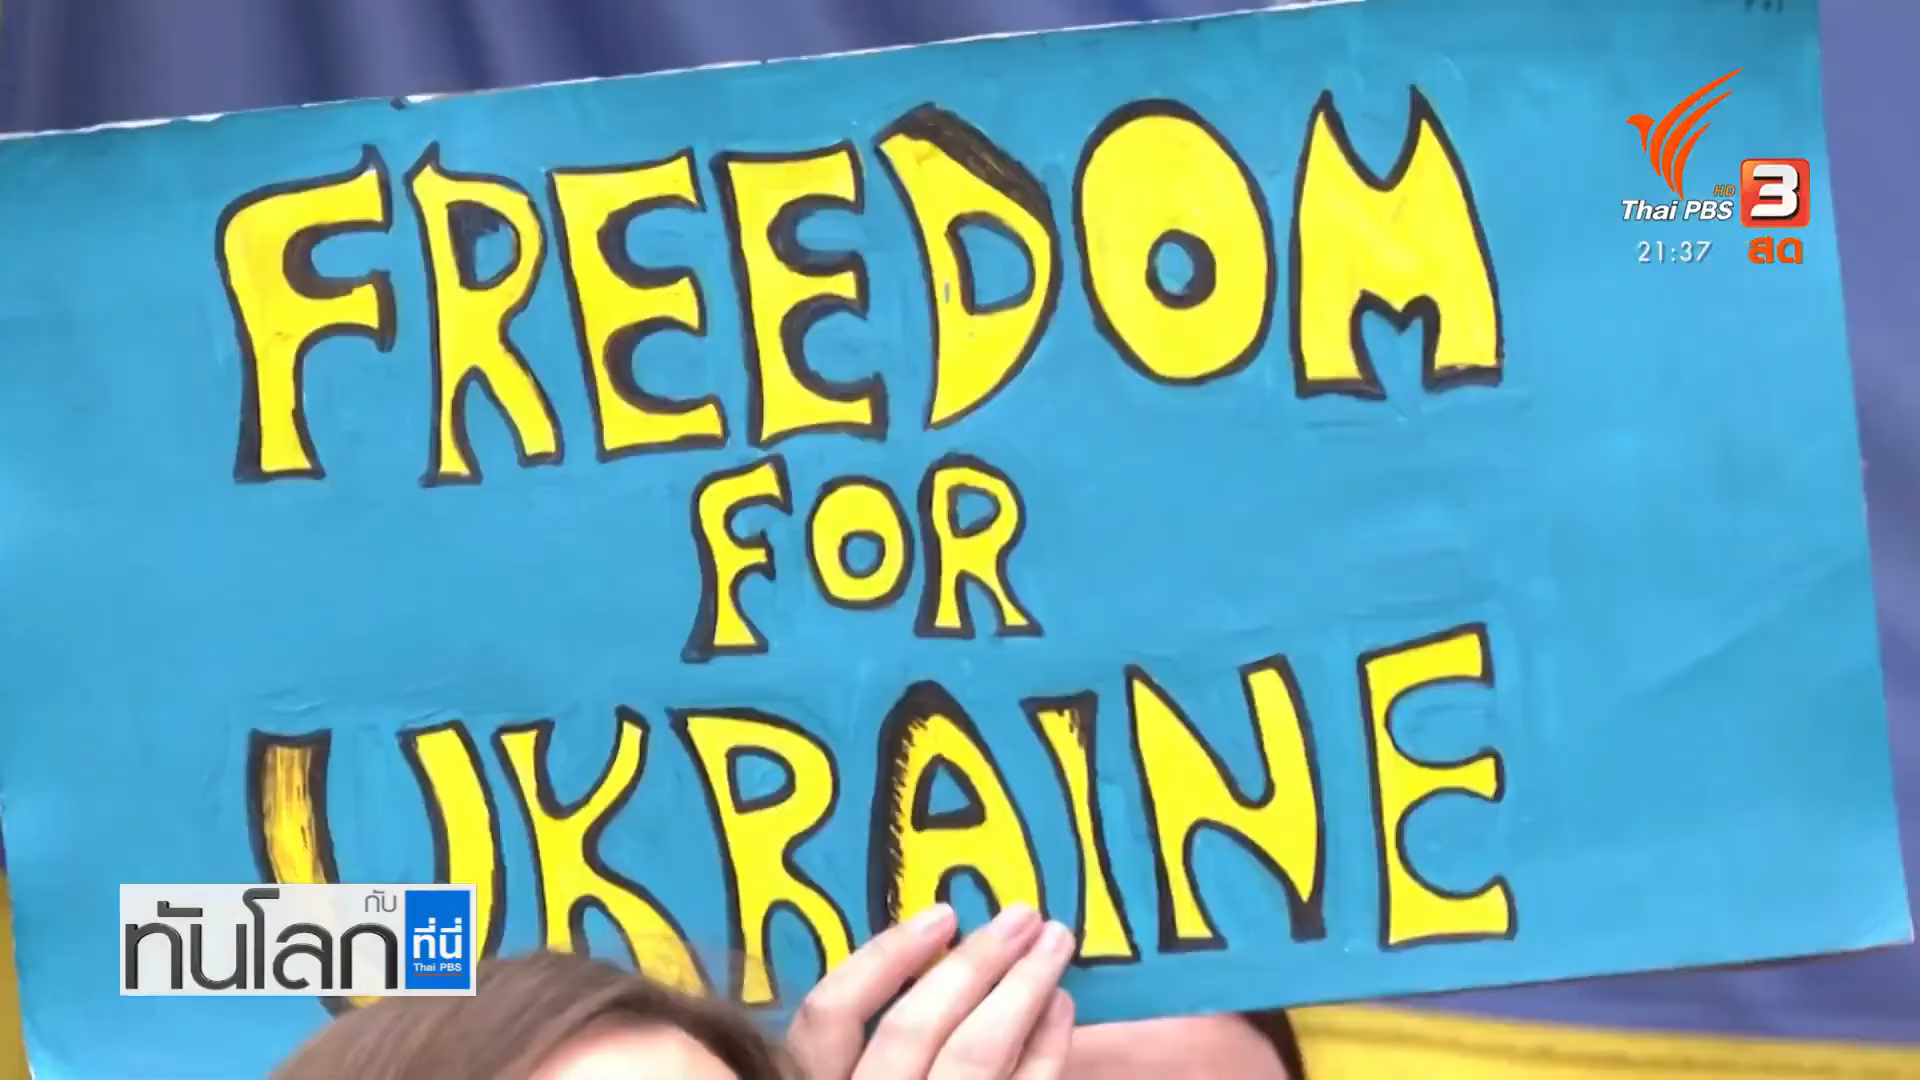 FREEDOM
FOR
UKRAINE
HD
Thai PBS 3
21:37 สด
ทันโลก กับ ที่นี่
Thai PBS